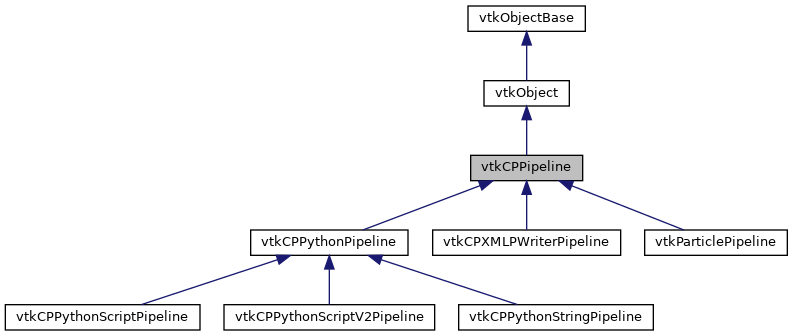 vtkObjectBase
vtkObject
vtkCPPipeline
vtkCPPythonPipeline
vtkCPXMLPWriterPipeline
vtkParticlePipeline
vtkCPPythonScriptPipeline
vtkCPPythonScriptV2Pipeline
vtkCPPythonStringPipeline